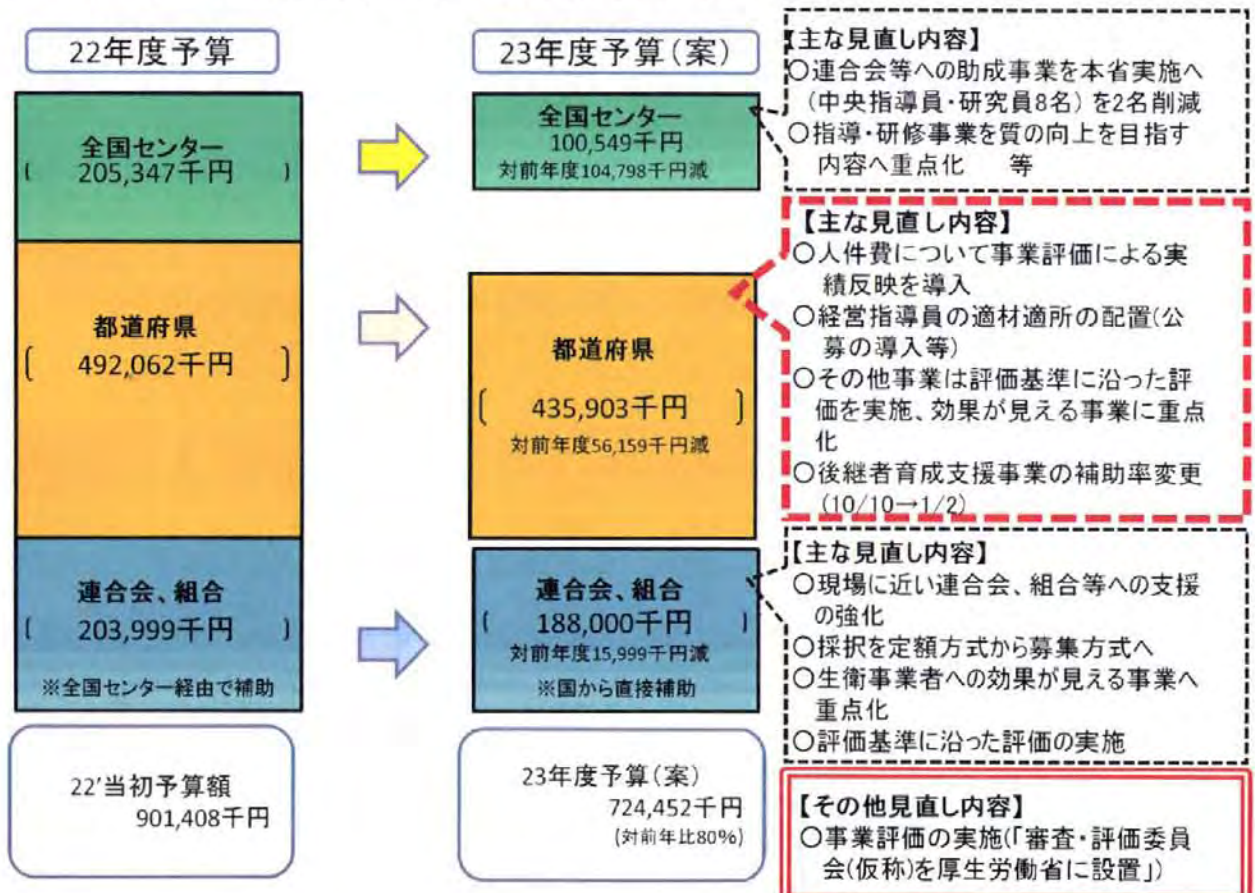 22年度予算
全国センター
( 205,347千円 )
都道府県
( 492,062千円 )
連合会、組合
( 203,999千円 )
※全国センター経由で補助
22'当初予算額
901,408千円
23年度予算(案)
全国センター
100,549千円
対前年度104,798千円減
都道府県
( 435,903千円 )
対前年度56,159千円減
連合会、組合
( 188,000千円 )
対前年度15,999千円減
※国から直接補助
23年度予算(案)
724,452千円
(対前年比80%)
【主な見直し内容】
○連合会等への助成事業を本省実施へ
(中央指導員・研究員8名)を2名削減
○指導・研修事業を質の向上を目指す
内容へ重点化 等
【主な見直し内容】
○人件費について事業評価による実
績反映を導入
○経営指導員の適材適所の配置(公
募の導入等)
○その他事業は評価基準に沿った評
価を実施、効果が見える事業に重点
化
○後継者育成支援事業の補助率変更
(10/10→1/2)
【主な見直し内容】
○現場に近い連合会、組合等への支援
の強化
○採択を定額方式から募集方式へ
○生衛事業者への効果が見える事業へ
重点化
○評価基準に沿った評価の実施
【その他見直し内容】
○事業評価の実施(「審査・評価委員
会(仮称)を厚生労働省に設置」)